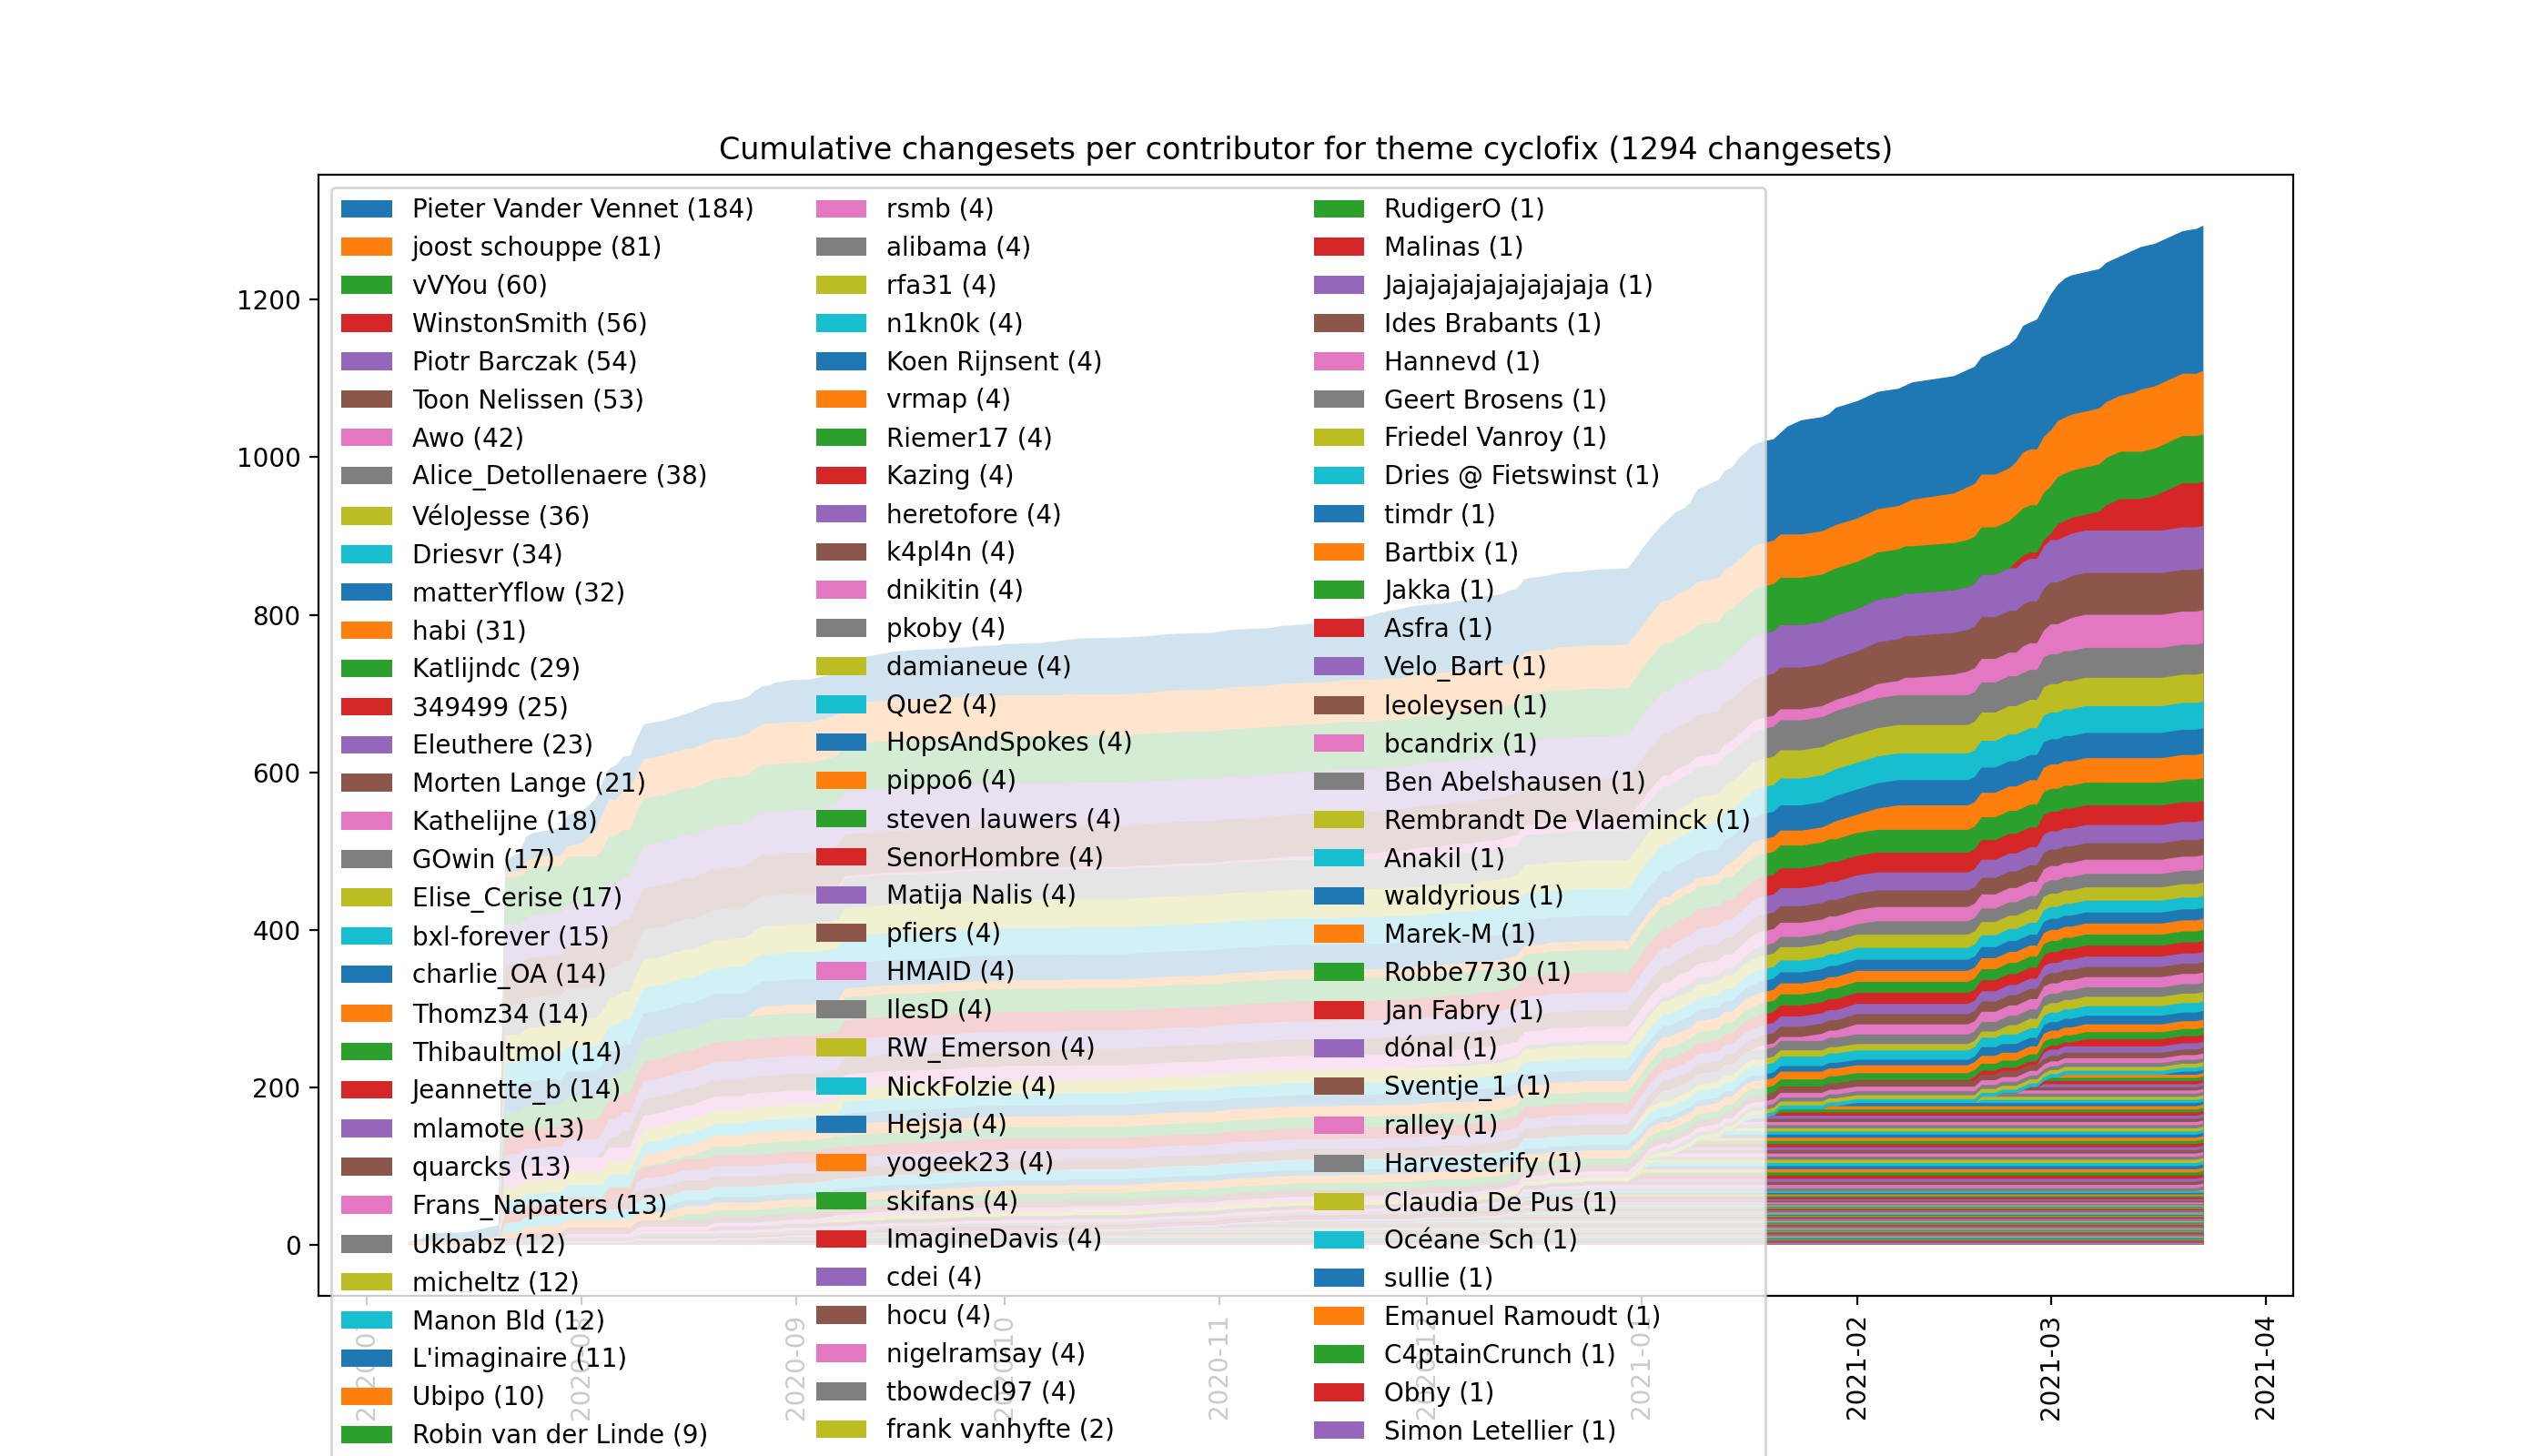 Cumulative changesets per contributor for theme cyclofix (1294 changesets)
Pieter Vander Vennet (184)
joost schouppe (81)
vVYou (60)
WinstonSmith (56)
Piotr Barczak (54)
Toon Nelissen (53)
Awo (42)
Alice_Detollenaere (38)
VéloJesse (36)
Driesvr (34)
matterYflow (32)
habi (31)
Katlijndc (29)
349499 (25)
Eleuthere (23)
Morten Lange (21)
Kathelijne (18)
GOwin (17)
Elise_Cerise (17)
bxl-forever (15)
charlie_OA (14)
Thomz34 (14)
Thibaultmol (14)
Jeannette_b (14)
mlamote (13)
quarcks (13)
Frans_Napaters (13)
Ukbabz (12)
micheltz (12)
Manon Bld (12)
L'imaginaire (11)
Ubipo (10)
Robin van der Linde (9)
rsmb (4)
alibama (4)
rfa31 (4)
n1kn0k (4)
Koen Rijnsent (4)
vrmap (4)
Riemer17 (4)
Kazing (4)
heretofore (4)
k4pl4n (4)
dnikitin (4)
pkoby (4)
damianeue (4)
Que2 (4)
HopsAndSpokes (4)
pippo6 (4)
steven lauwers (4)
SenorHombre (4)
Matija Nalis (4)
pfiers (4)
HMAID (4)
IlesD (4)
RW_Emerson (4)
NickFolzie (4)
Hejsja (4)
yogeek23 (4)
skifans (4)
ImagineDavis (4)
cdei (4)
hocu (4)
nigelramsay (4)
tbowdecl97 (4)
frank vanhyfte (2)
RudigerO (1)
Malinas (1)
Jajajajajajajajaja (1)
Ides Brabants (1)
Hannevd (1)
Geert Brosens (1)
Friedel Vanroy (1)
Dries @ Fietswinst (1)
timdr (1)
Bartbix (1)
Jakka (1)
Asfra (1)
Velo_Bart (1)
leoleysen (1)
bcandrix (1)
Ben Abelshausen (1)
Rembrandt De Vlaeminck (1)
Anakil (1)
waldyrious (1)
Marek-M (1)
Robbe7730 (1)
Jan Fabry (1)
dónal (1)
Sventje_1 (1)
ralley (1)
Harvesterify (1)
Claudia De Pus (1)
Océane Sch (1)
sullie (1)
Emanuel Ramoudt (1)
C4ptainCrunch (1)
Obny (1)
Simon Letellier (1)
1200
1000
800
600
400
200
0
2020-08
2020-09
2020-10
2020-11
2020-12
2021-01
2021-02
2021-03
2021-04